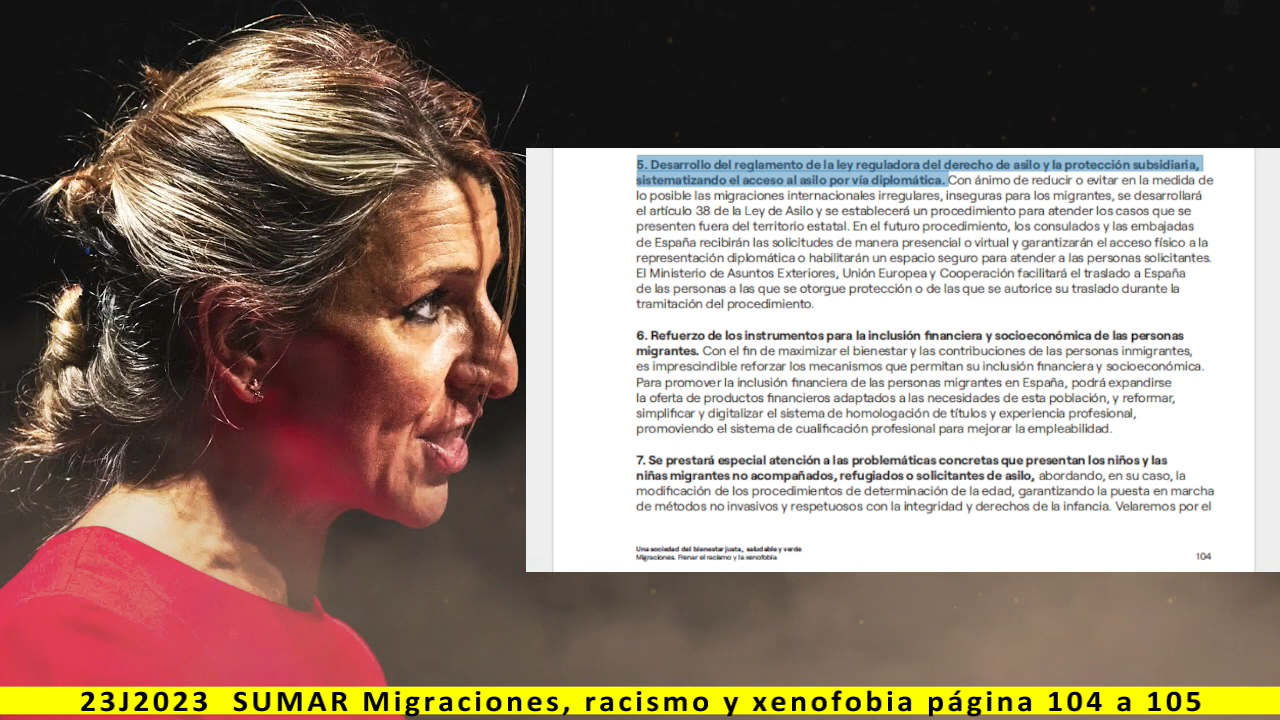 5. Desarrollo del reglamento de la ley reguladora del derecho de asilo y la protección subsidiaria,
sistematizando el acceso al asilo por vía diplomática. Con ánimo de reducir o evitar en la medida de
lo posible las migraciones internacionales irregulares, inseguras para los migrantes, se desarrollará
el artículo 38 de la Ley de Asilo y se establecerá un procedimiento para atender los casos que se
presenten fuera del territorio estatal. En el futuro procedimiento, los consulados y las embajadas
de España recibirán las solicitudes de manera presencial o virtual y garantizarán el acceso físico a la
representación diplomática o habilitarán un espacio seguro para atender a las personas solicitantes.
El Ministerio de Asuntos Exteriores, Unión Europea y Cooperación facilitará el traslado a España
de las personas a las que se otorgue protección o de las que se autorice su traslado durante la
tramitación del procedimiento.
6. Refuerzo de los instrumentos para la inclusión financiera y socioeconómica de las personas
migrantes. Con el fin de maximizar el bienestar y las contribuciones de las personas inmigrantes,
es imprescindible reforzar los mecanismos que permitan su inclusión financiera y socioeconómica.
Para promover la inclusión financiera de las personas migrantes en España, podrá expandirse
la oferta de productos financieros adaptados a las necesidades de esta población, y reformar,
simplificar y digitalizar el sistema de homologación de títulos y experiencia profesional,
promoviendo el sistema de cualificación profesional para mejorar la empleabilidad.
7. Se prestará especial atención a las problemáticas concretas que presentan los niños y las
niñas migrantes no acompañados, refugiados o solicitantes de asilo, abordando, en su caso, la
modificación de los procedimientos de determinación de la edad, garantizando la puesta en marcha
de métodos no invasivos y respetuosos con la integridad y derechos de la infancia. Velaremos por el
Una sociedad del bienestar justa, saludable y verde
Migraciones. Frenar el racismo y la xenofobia
104
23J2023 SUMAR Migraciones, racismo y xenofobia página 104 a 105